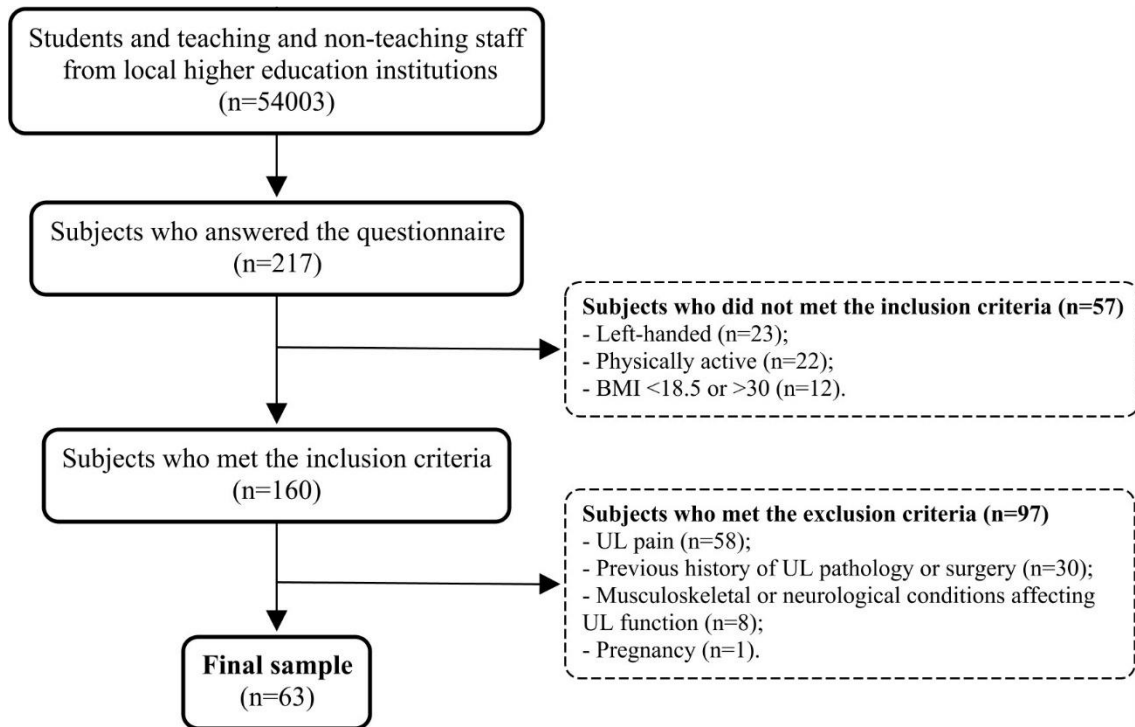 Students and teaching and non-teaching staff
from local higher education institutions
(n=54003)
Subjects who answered the questionnaire
(n=217)
Subjects who did not met the inclusion criteria (n=57)
- Left-handed (n=23);
- Physically active (n=22);
- BMI <18.5 or >30 (n=12).
Subjects who met the inclusion criteria
(n=160)
Subjects who met the exclusion criteria (n=97)
- UL pain (n=58);
- Previous history of UL pathology or surgery (n=30);
- Musculoskeletal or neurological conditions affecting
UL function (n=8);
- Pregnancy (n=1).
Final sample
(n=63)